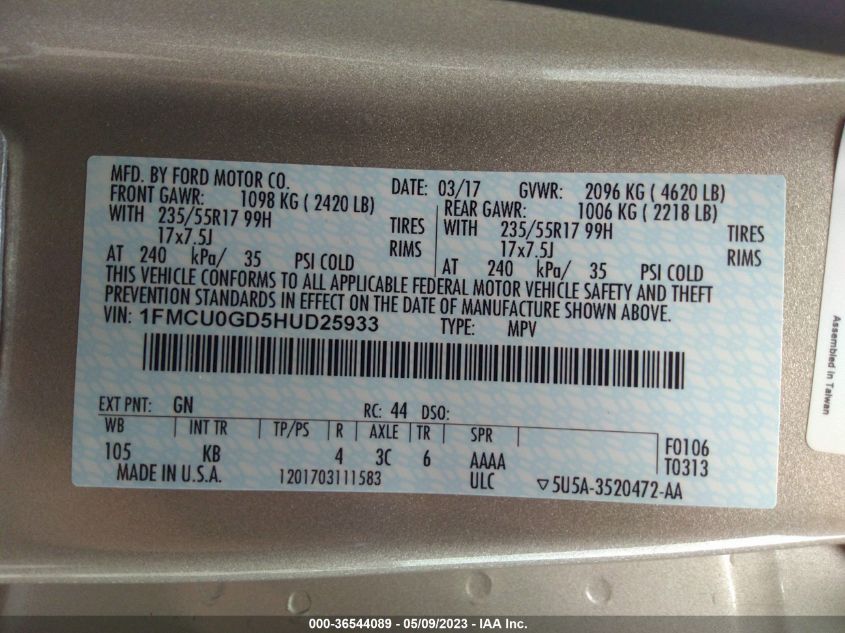 MFD. BY FORD MOTOR CO. DATE: 03/17 GVWR: 2096 KG ( 4620 LB)
FRONT GAWR: 1098 KG ( 2420 LB) REAR GAWR: 1006 KG ( 2218 LB)
WITH 235/55R17 99H TIRES WITH 235/55R17 99H TIRES
17x7.5J RIMS 17x7.5J RIMS
AT 240 kPa/ 35 PSI COLD AT 240 kPa/ 35 PSI COLD
THIS VEHICLE CONFORMS TO ALL APPLICABLE FEDERAL MOTOR VEHICLE SAFETY AND THEFT
PREVENTION STANDARDS IN EFFECT ON THE DATE OF MANUFACTURE SHOWN ABOVE.
VIN: 1FMCU0GD5HUD25933 TYPE: MPV
EXT PNT: GN RC: 44 DSO:
WB INT TR TP/PS R AXLE TR SPR F0106
105 KB 4 3C 6 AAAA T0313
MADE IN U.S.A. 1201703111583 ULC ▽5U5A-3520472-AA
Assembled in Taiwan
000-36544089 - 05/09/2023 - IAA Inc.